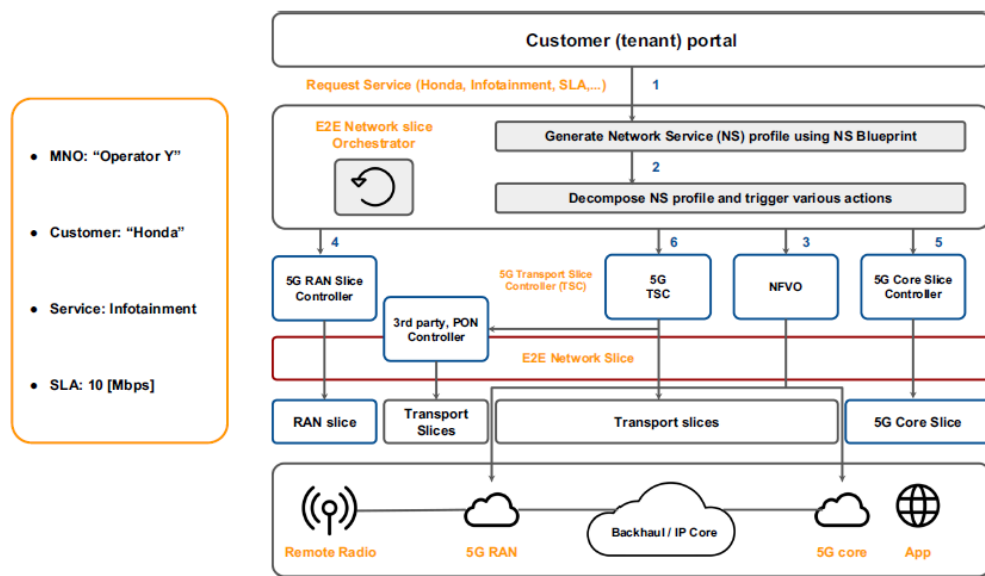 Customer (tenant) portal
Request Service (Honda, Infotainment, SLA,...)
1
E2E Network slice
Orchestrator
Generate Network Service (NS) profile using NS Blueprint
2
Decompose NS profile and trigger various actions
● MNO: “Operator Y”
● Customer: “Honda”
● Service: Infotainment
● SLA: 10 [Mbps]
4
6
3
5
5G RAN Slice
Controller
5G Transport Slice
Controller (TSC)
5G
TSC
NFVO
5G Core Slice
Controller
3rd party, PON
Controller
E2E Network Slice
RAN slice
Transport
Slices
Transport slices
5G Core Slice
Backhaul / IP Core
Remote Radio
5G RAN
5G core
App